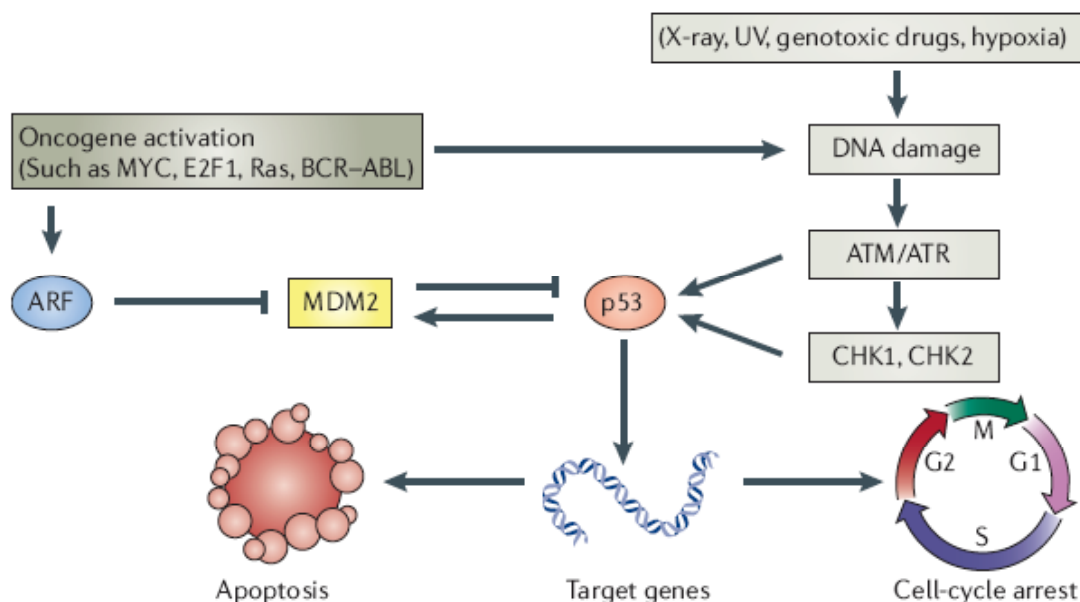 (X-ray, UV, genotoxic drugs, hypoxia)
Oncogene activation
(Such as MYC, E2F1, Ras, BCR–ABL)
DNA damage
ATM/ATR
ARF
MDM2
p53
CHK1, CHK2
M
G2
G1
S
Apoptosis
Target genes
Cell-cycle arrest